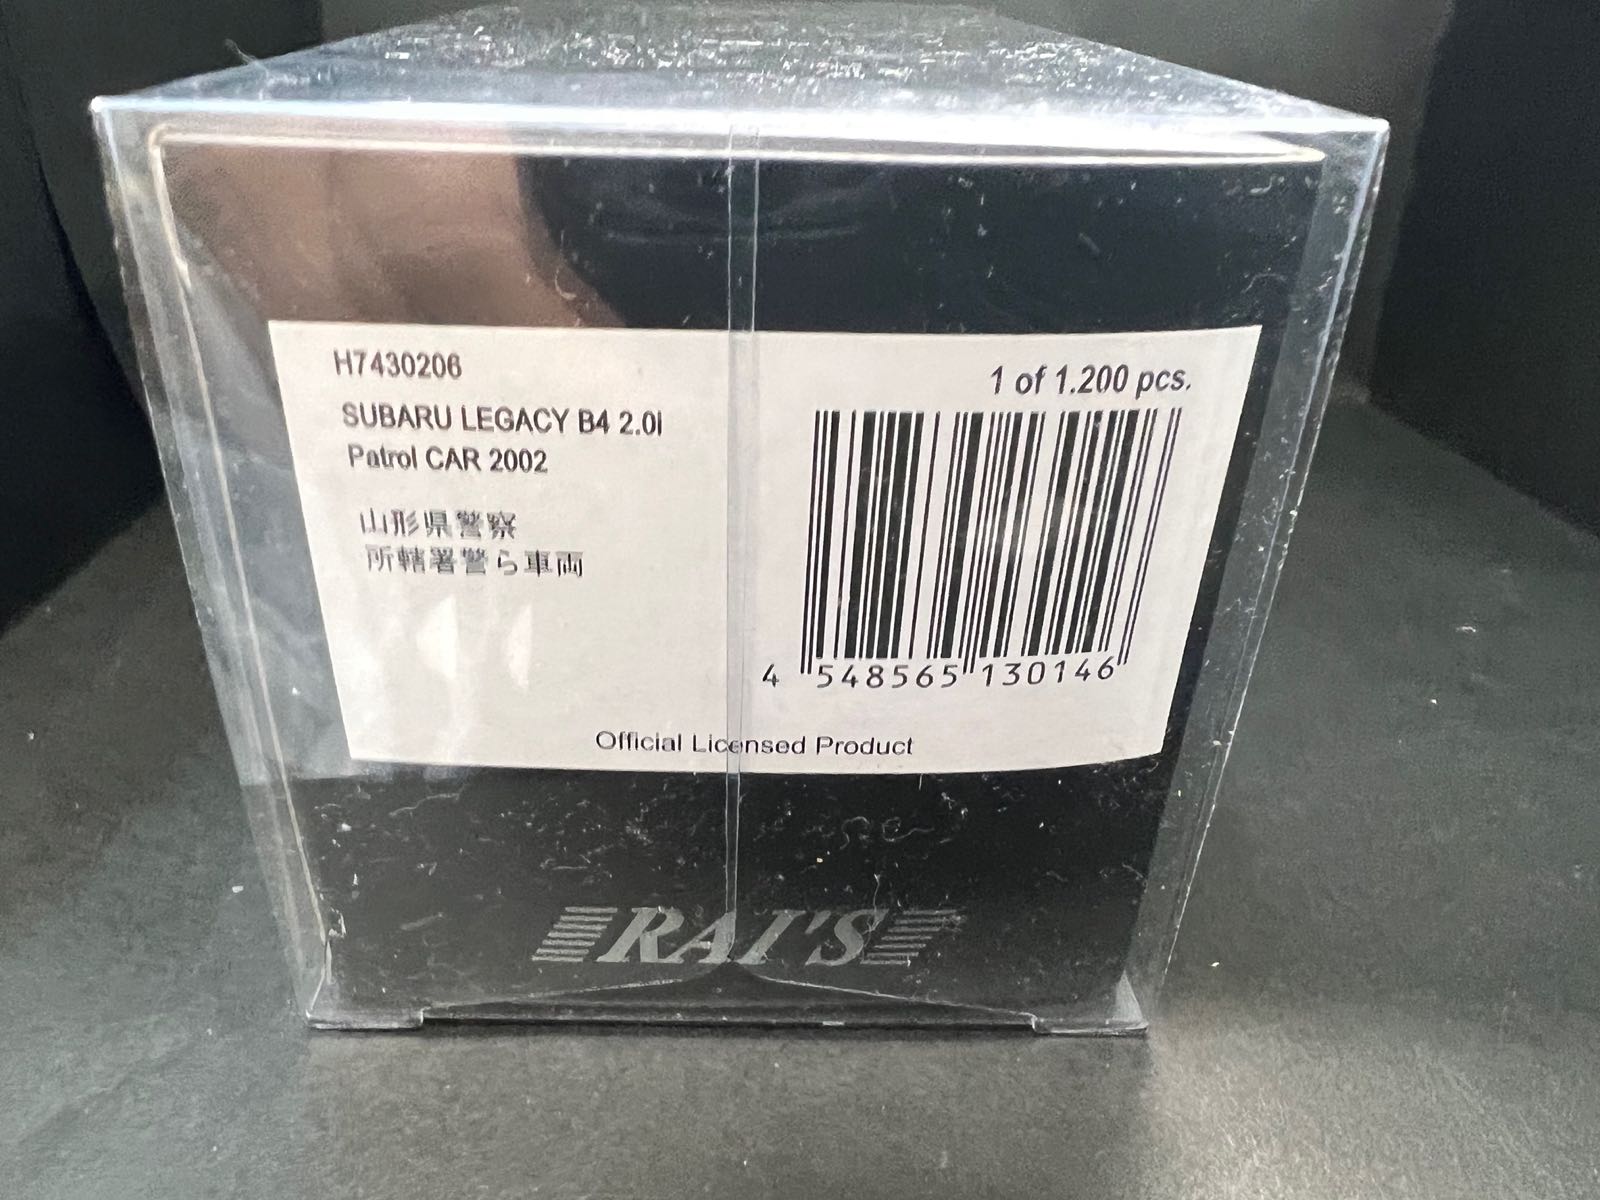 H7430206
1 of 1.200 pcs.
SUBARU LEGACY B4 2.0I
Patrol CAR 2002
山形県警察
所轄署警ら車両
4 548565 130146
Official Licensed Product
RAI'S